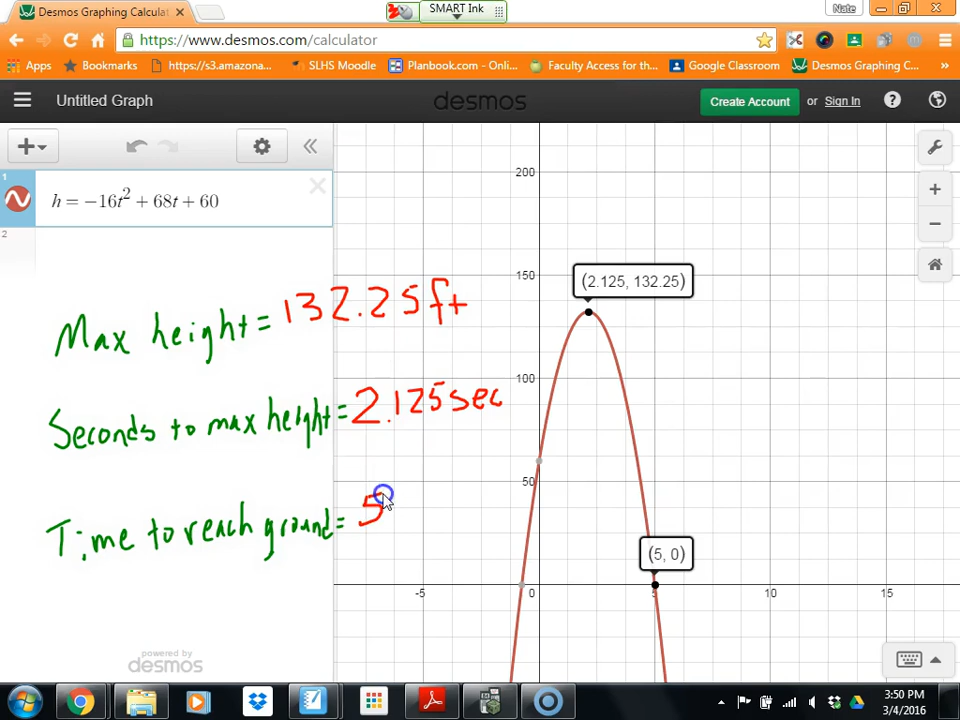 Desmos Graphing Calculat
SMART Ink
Nate
https://www.desmos.com/calculator
Apps
Bookmarks
https://s3.amazona...
SLHS Moodle
Planbook.com - Onli...
Faculty Access for th...
Google Classroom
Desmos Graphing Ca...
»
Untitled Graph
desmos
Create Account
or
Sign In
1
h = −16t² + 68t + 60
2
200
150
100
50
-5
0
5
10
15
(2.125, 132.25)
(5, 0)
Max height = 132.25 ft
Seconds to max height = 2.125 sec
Time to reach ground = 5
powered by
desmos
3:50 PM
3/4/2016